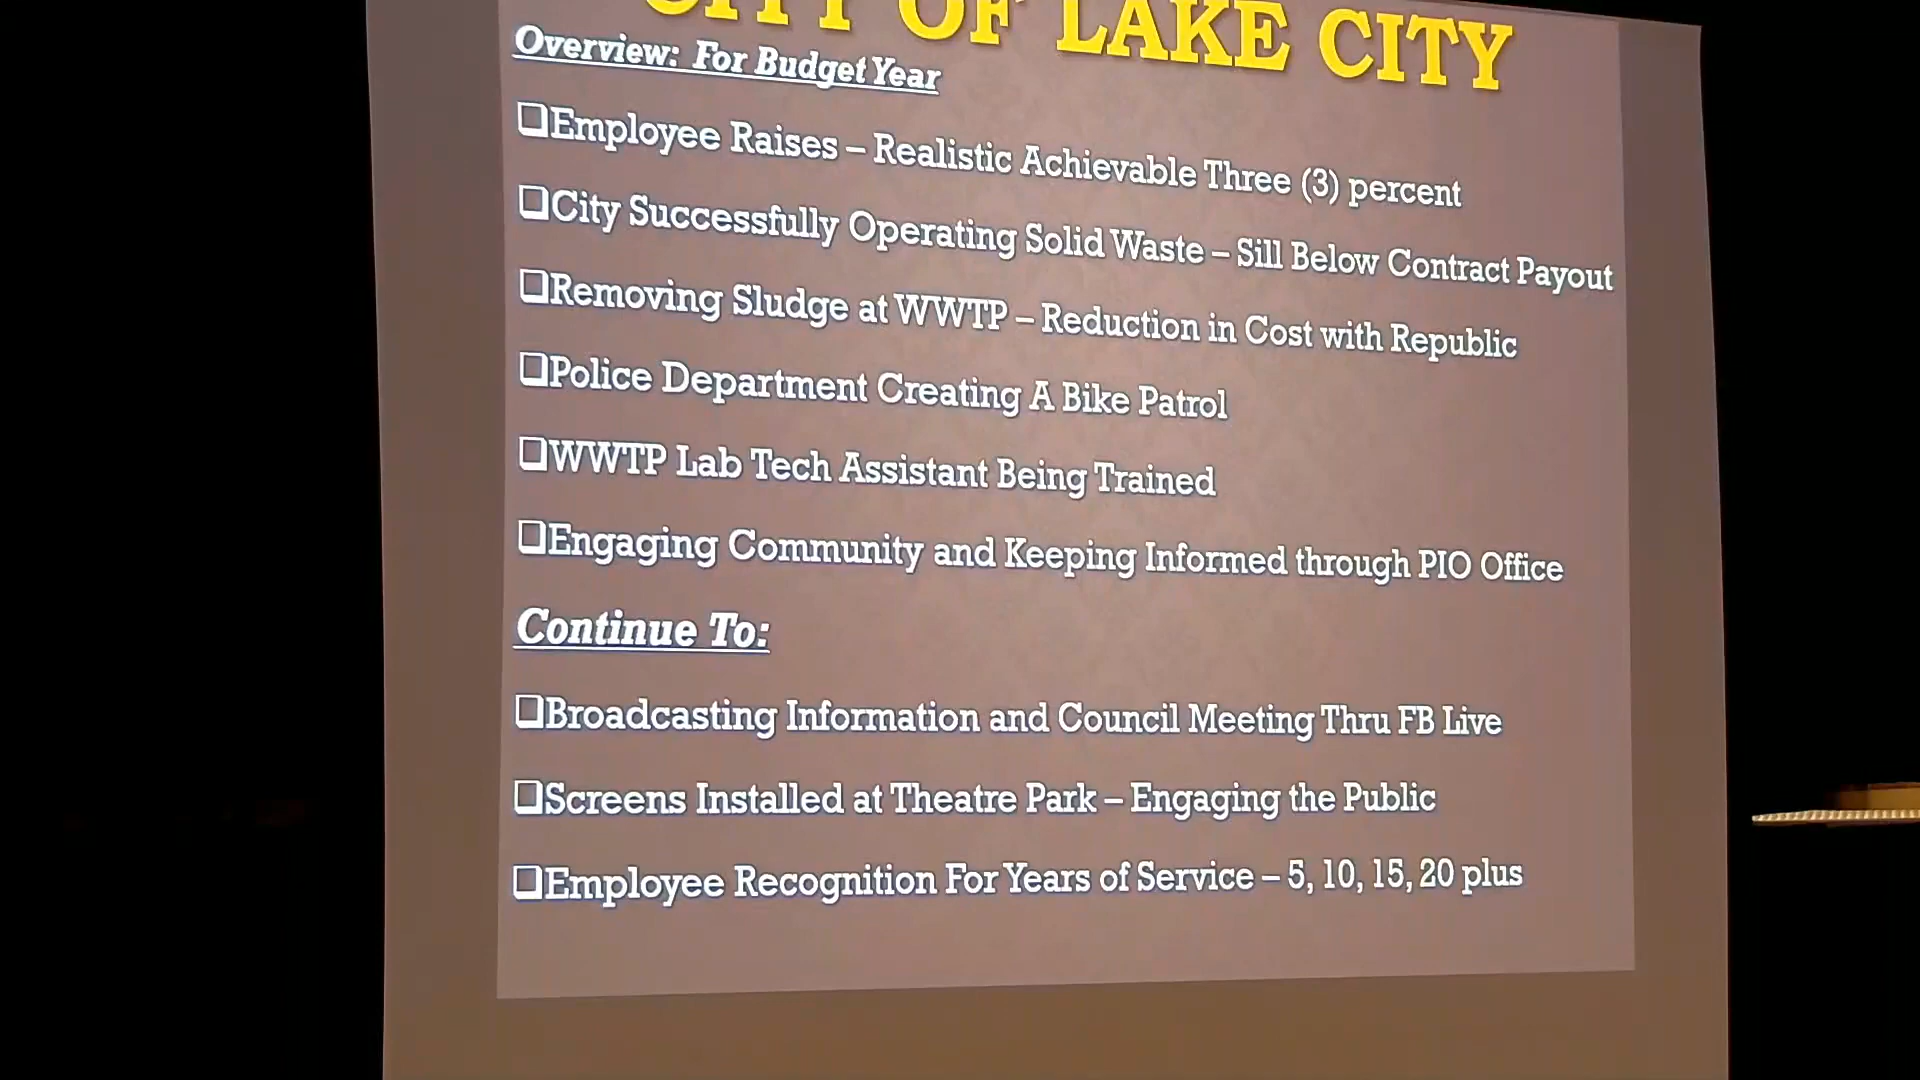 CITY OF LAKE CITY
Overview: For Budget Year
❑Employee Raises – Realistic Achievable Three (3) percent
❑City Successfully Operating Solid Waste – Sill Below Contract Payout
❑Removing Sludge at WWTP – Reduction in Cost with Republic
❑Police Department Creating A Bike Patrol
❑WWTP Lab Tech Assistant Being Trained
❑Engaging Community and Keeping Informed through PIO Office
Continue To:
❑Broadcasting Information and Council Meeting Thru FB Live
❑Screens Installed at Theatre Park – Engaging the Public
❑Employee Recognition For Years of Service – 5, 10, 15, 20 plus